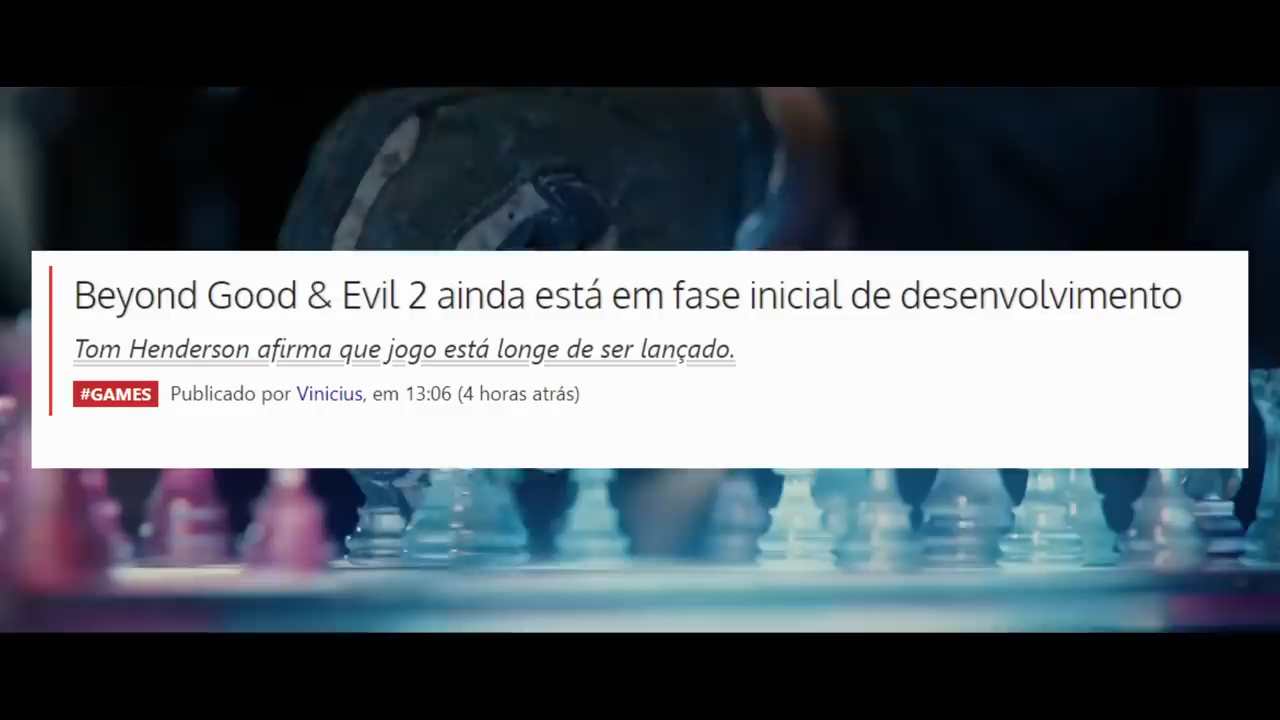 Beyond Good & Evil 2 ainda está em fase inicial de desenvolvimento
Tom Henderson afirma que jogo está longe de ser lançado.
#GAMES Publicado por Vinicius, em 13:06 (4 horas atrás)